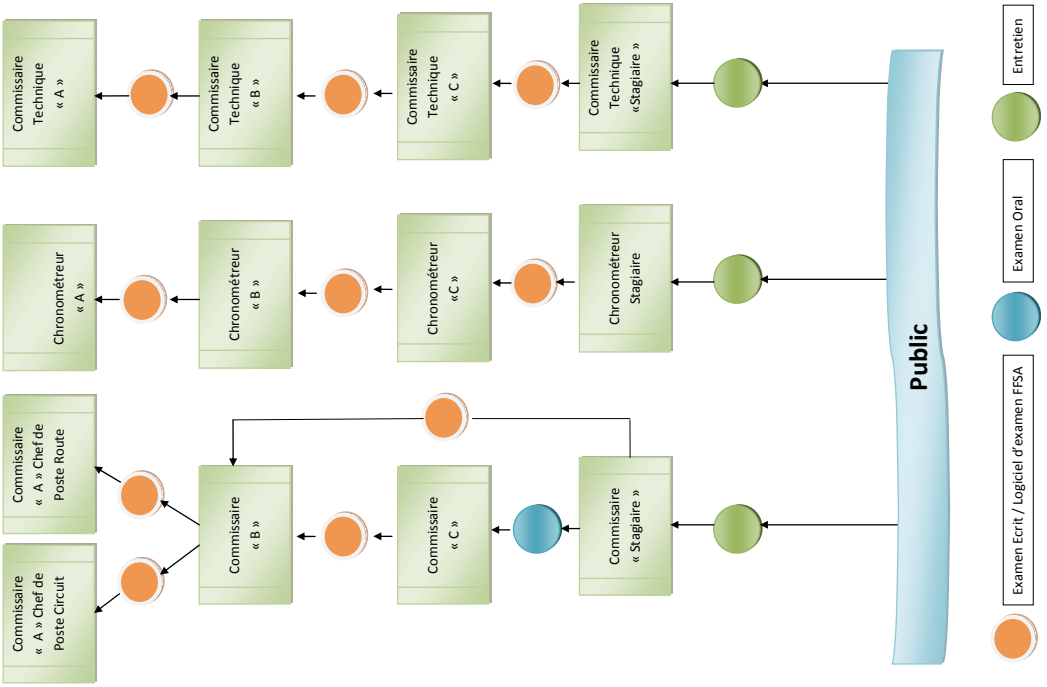 Commissaire
« A » Chef de
Poste Circuit
Commissaire
« A » Chef de
Poste Route
Chronométreur
« A »
Commissaire
Technique
« A »
Commissaire
« B »
Chronométreur
« B »
Commissaire
Technique
« B »
Commissaire
« C »
Chronométreur
«C »
Commissaire
Technique
« C »
Commissaire
« Stagiaire »
Chronométreur
Stagiaire
Commissaire
Technique
«Stagiaire »
Public
Examen Ecrit / Logiciel d'examen FFSA
Examen Oral
Entretien